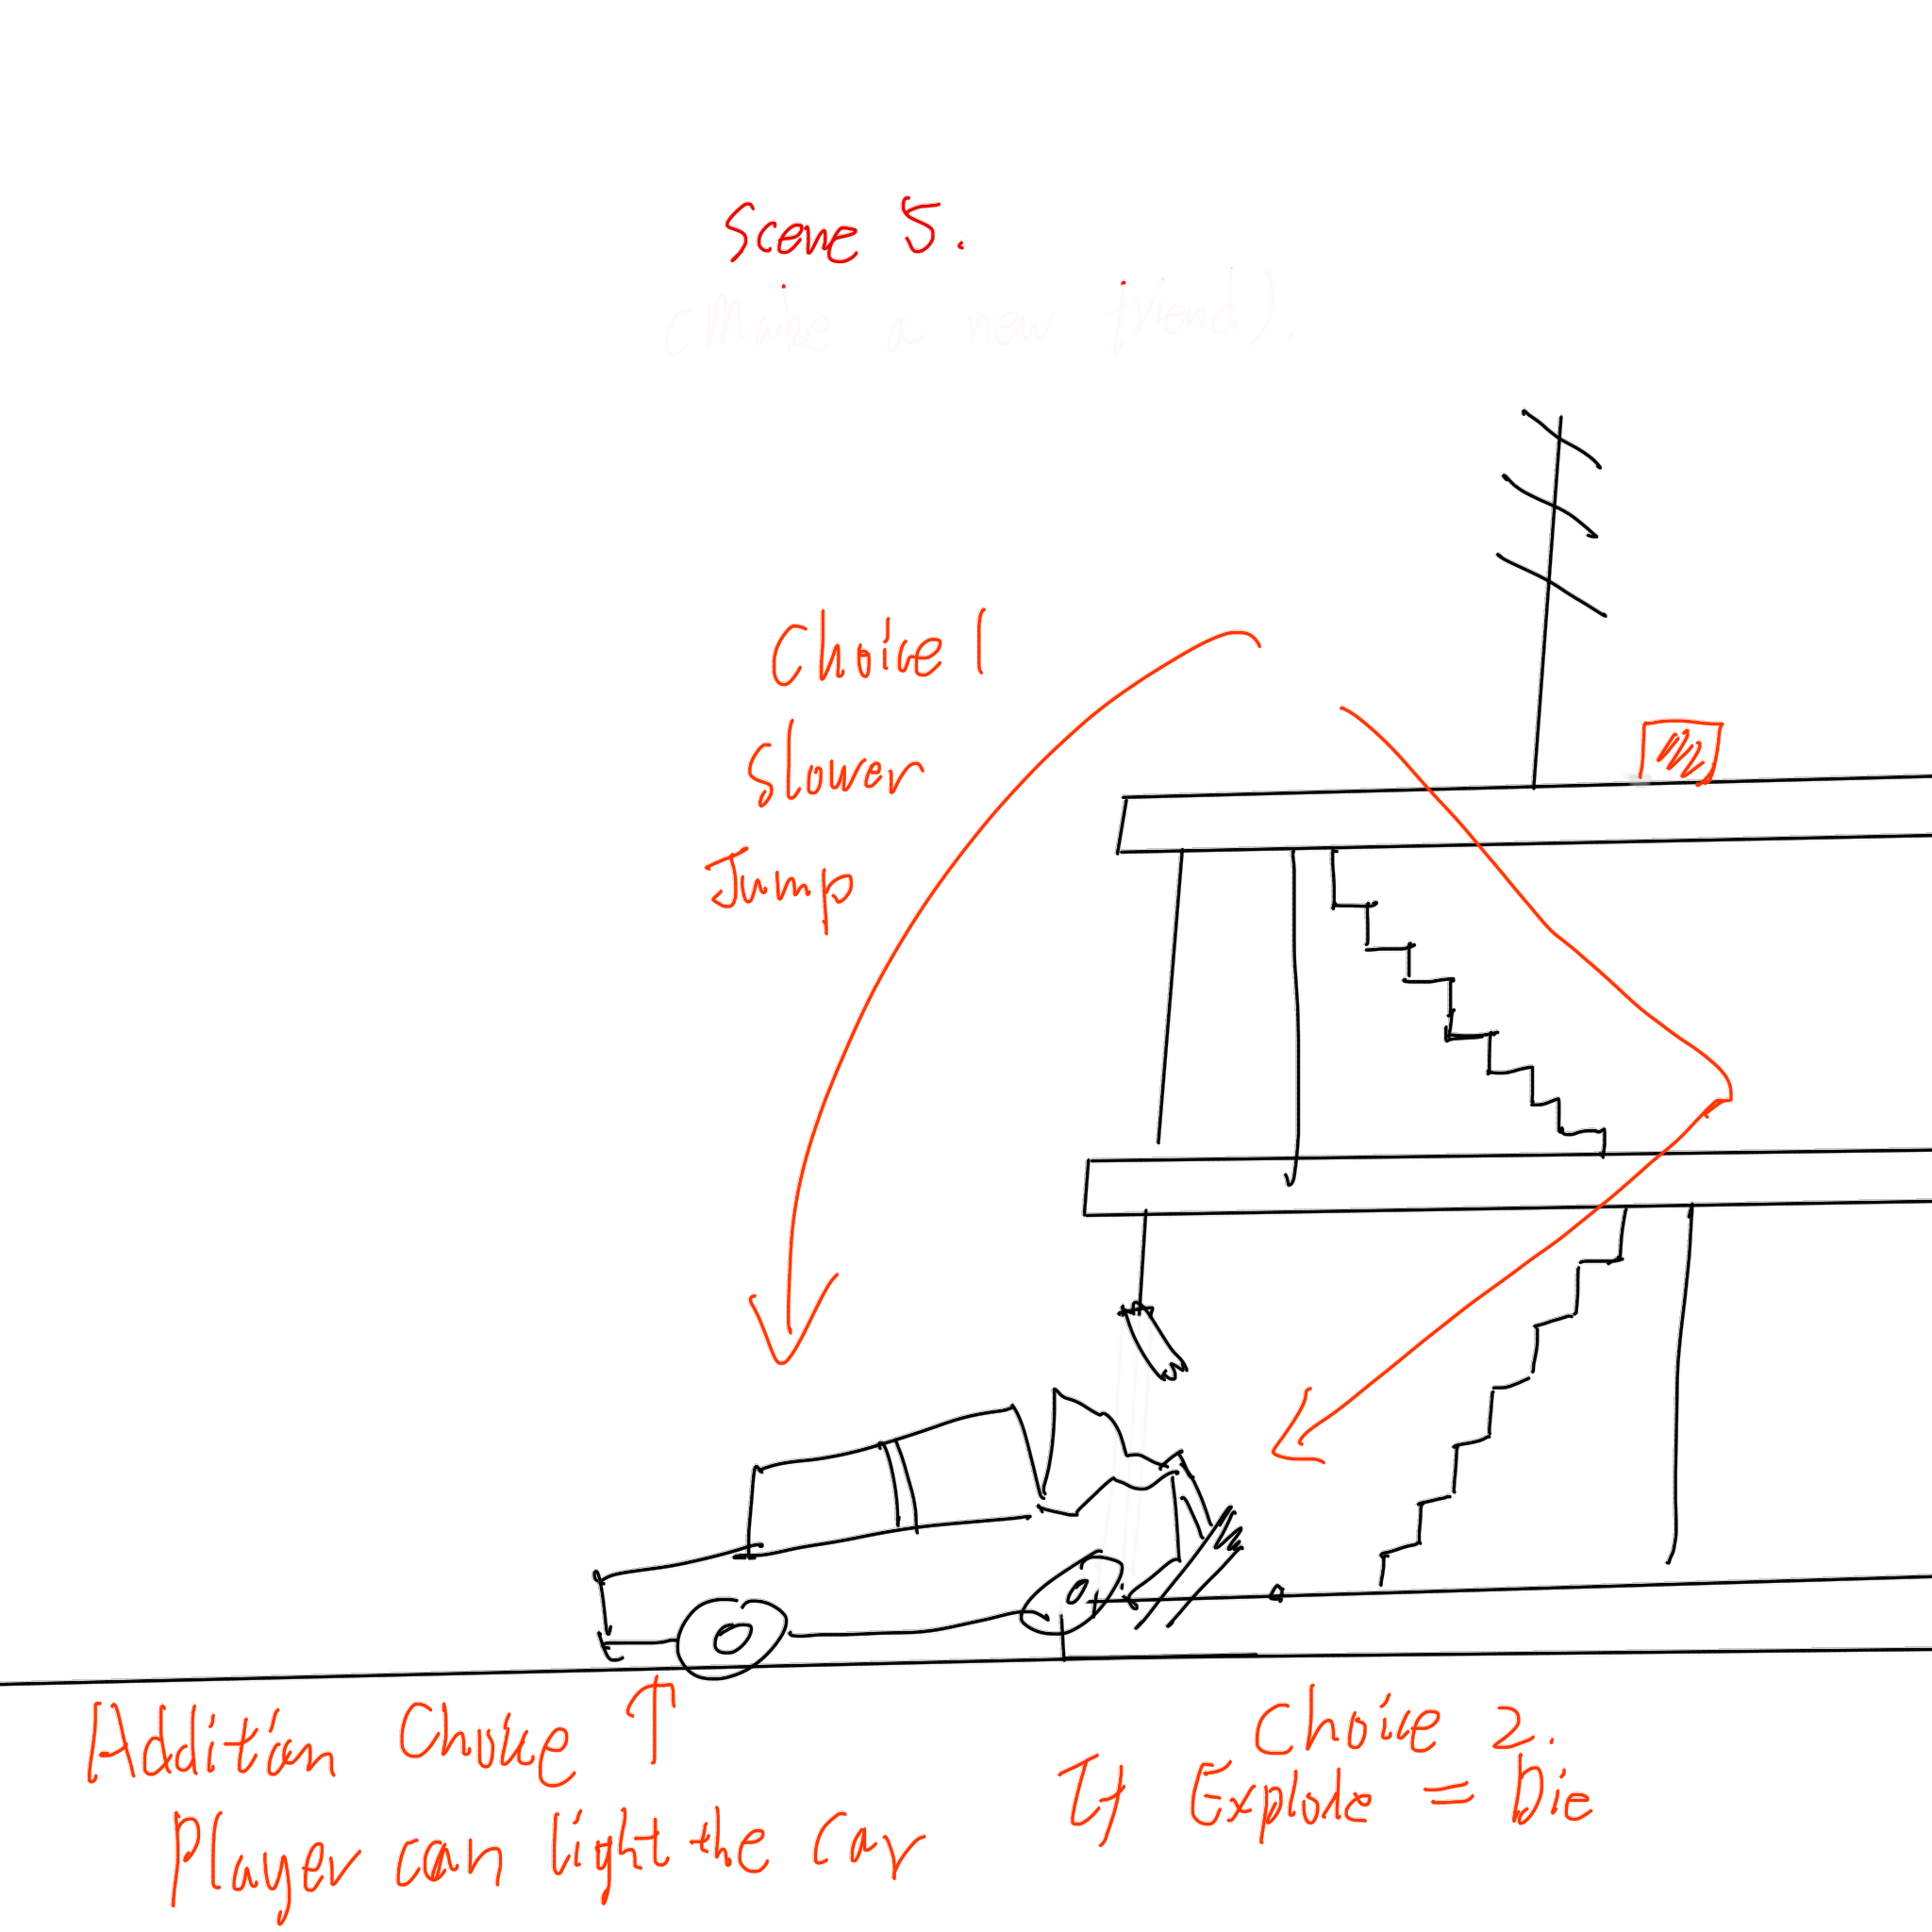 Scene 5.
(Make a new friend).
Choice 1
Slower
Jump
Addition Choice ↑
Player can light the car
Choice 2.
If Explode = Die